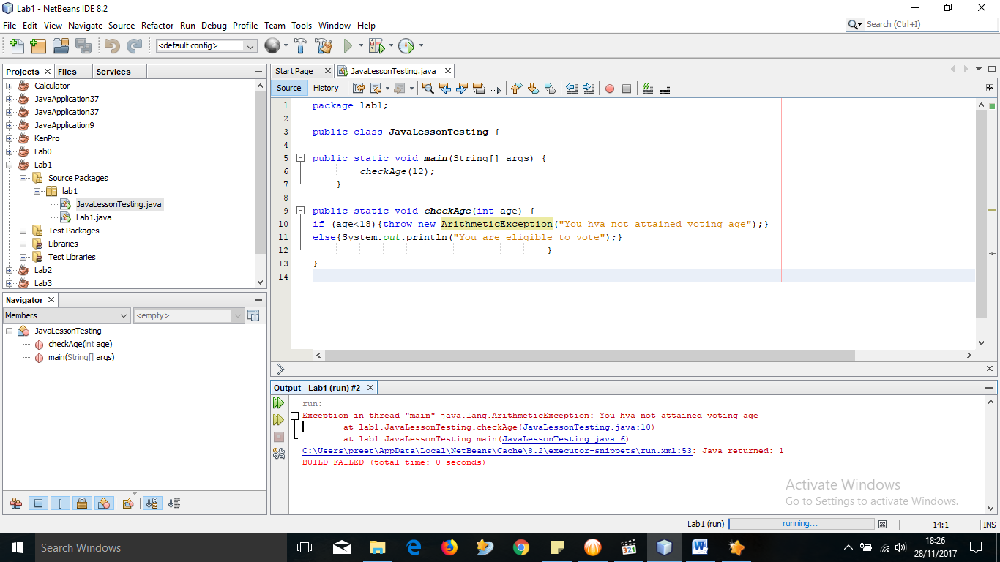 Lab1 - NetBeans IDE 8.2
File Edit View Navigate Source Refactor Run Debug Profile Team Tools Window Help
Search (Ctrl+I)
<default config>
Projects Files Services
Calculator
JavaApplication37
JavaApplication37
JavaApplication9
KenPro
Lab0
Lab1
Source Packages
lab1
JavaLessonTesting.java
Lab1.java
Test Packages
Libraries
Test Libraries
Lab2
Lab3
Navigator
Members <empty>
JavaLessonTesting
checkAge(int age)
main(String[] args)
Start Page JavaLessonTesting.java
Source History
1 package lab1;
2
3 public class JavaLessonTesting {
4
5 public static void main(String[] args) {
6 checkAge(12);
7 }
8
9 public static void checkAge(int age) {
10 if (age<18){throw new ArithmeticException("You hva not attained voting age");}
11 else{System.out.println("You are eligible to vote");}
12 }
13 }
14
Output - Lab1 (run) #2
run:
Exception in thread "main" java.lang.ArithmeticException: You hva not attained voting age
at lab1.JavaLessonTesting.checkAge(JavaLessonTesting.java:10)
at lab1.JavaLessonTesting.main(JavaLessonTesting.java:6)
C:\Users\preet\AppData\Local\NetBeans\Cache\8.2\executor-snippets\run.xml:53: Java returned: 1
BUILD FAILED (total time: 0 seconds)
Activate Windows
Go to Settings to activate Windows.
Lab1 (run) running... 14:1 INS
Search Windows
321
18:26
28/11/2017